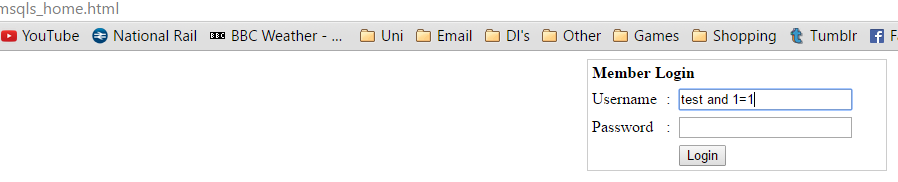 msqls_home.html
YouTube National Rail BBC BBC Weather - ... Uni Email DI's Other Games Shopping Tumblr
Member Login
Username : test and 1=1
Password :
Login